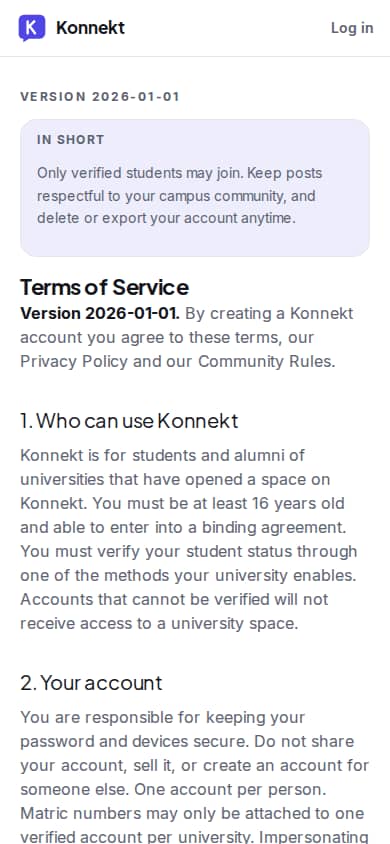 Konnekt
Log in
VERSION 2026-01-01
IN SHORT
Only verified students may join. Keep posts
respectful to your campus community, and
delete or export your account anytime.
Terms of Service
Version 2026-01-01. By creating a Konnekt
account you agree to these terms, our
Privacy Policy and our Community Rules.
1. Who can use Konnekt
Konnekt is for students and alumni of
universities that have opened a space on
Konnekt. You must be at least 16 years old
and able to enter into a binding agreement.
You must verify your student status through
one of the methods your university enables.
Accounts that cannot be verified will not
receive access to a university space.
2. Your account
You are responsible for keeping your
password and devices secure. Do not share
your account, sell it, or create an account for
someone else. One account per person.
Matric numbers may only be attached to one
verified account per university. Impersonating